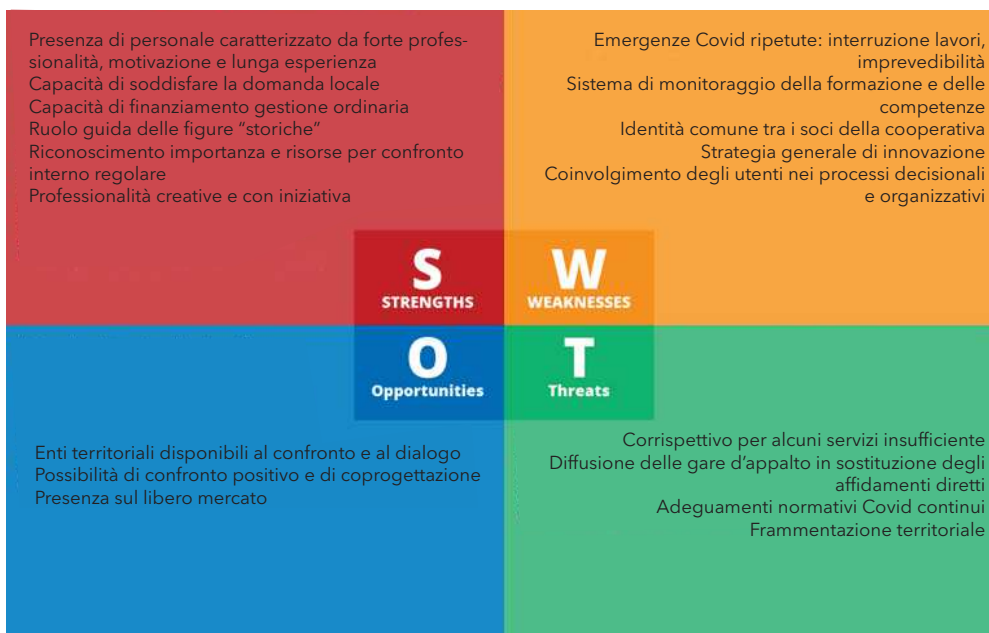 Presenza di personale caratterizzato da forte profes-
sionalità, motivazione e lunga esperienza
Capacità di soddisfare la domanda locale
Capacità di finanziamento gestione ordinaria
Ruolo guida delle figure “storiche”
Riconoscimento importanza e risorse per confronto
interno regolare
Professionalità creative e con iniziativa
Emergenze Covid ripetute: interruzione lavori,
imprevedibilità
Sistema di monitoraggio della formazione e delle
competenze
Identità comune tra i soci della cooperativa
Strategia generale di innovazione
Coinvolgimento degli utenti nei processi decisionali
e organizzativi
S
STRENGTHS
W
WEAKNESSES
O
Opportunities
T
Threats
Enti territoriali disponibili al confronto e al dialogo
Possibilità di confronto positivo e di coprogettazione
Presenza sul libero mercato
Corrispettivo per alcuni servizi insufficiente
Diffusione delle gare d’appalto in sostituzione degli
affidamenti diretti
Adeguamenti normativi Covid continui
Frammentazione territoriale